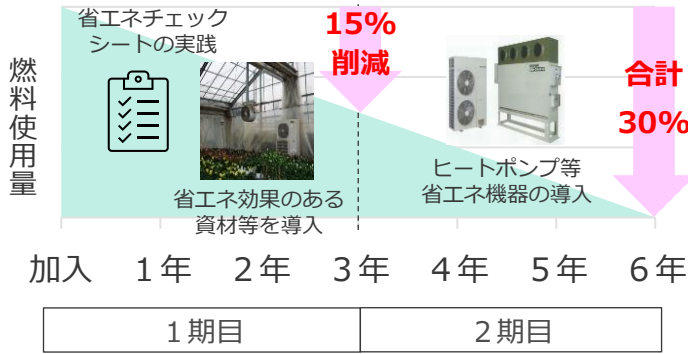 省エネチェック
シートの実践
15%
削減
合計
30%
燃料使用量
省エネ効果のある
資材等を導入
ヒートポンプ等
省エネ機器の導入
加入 1年 2年 3年 4年 5年 6年
1期目 2期目